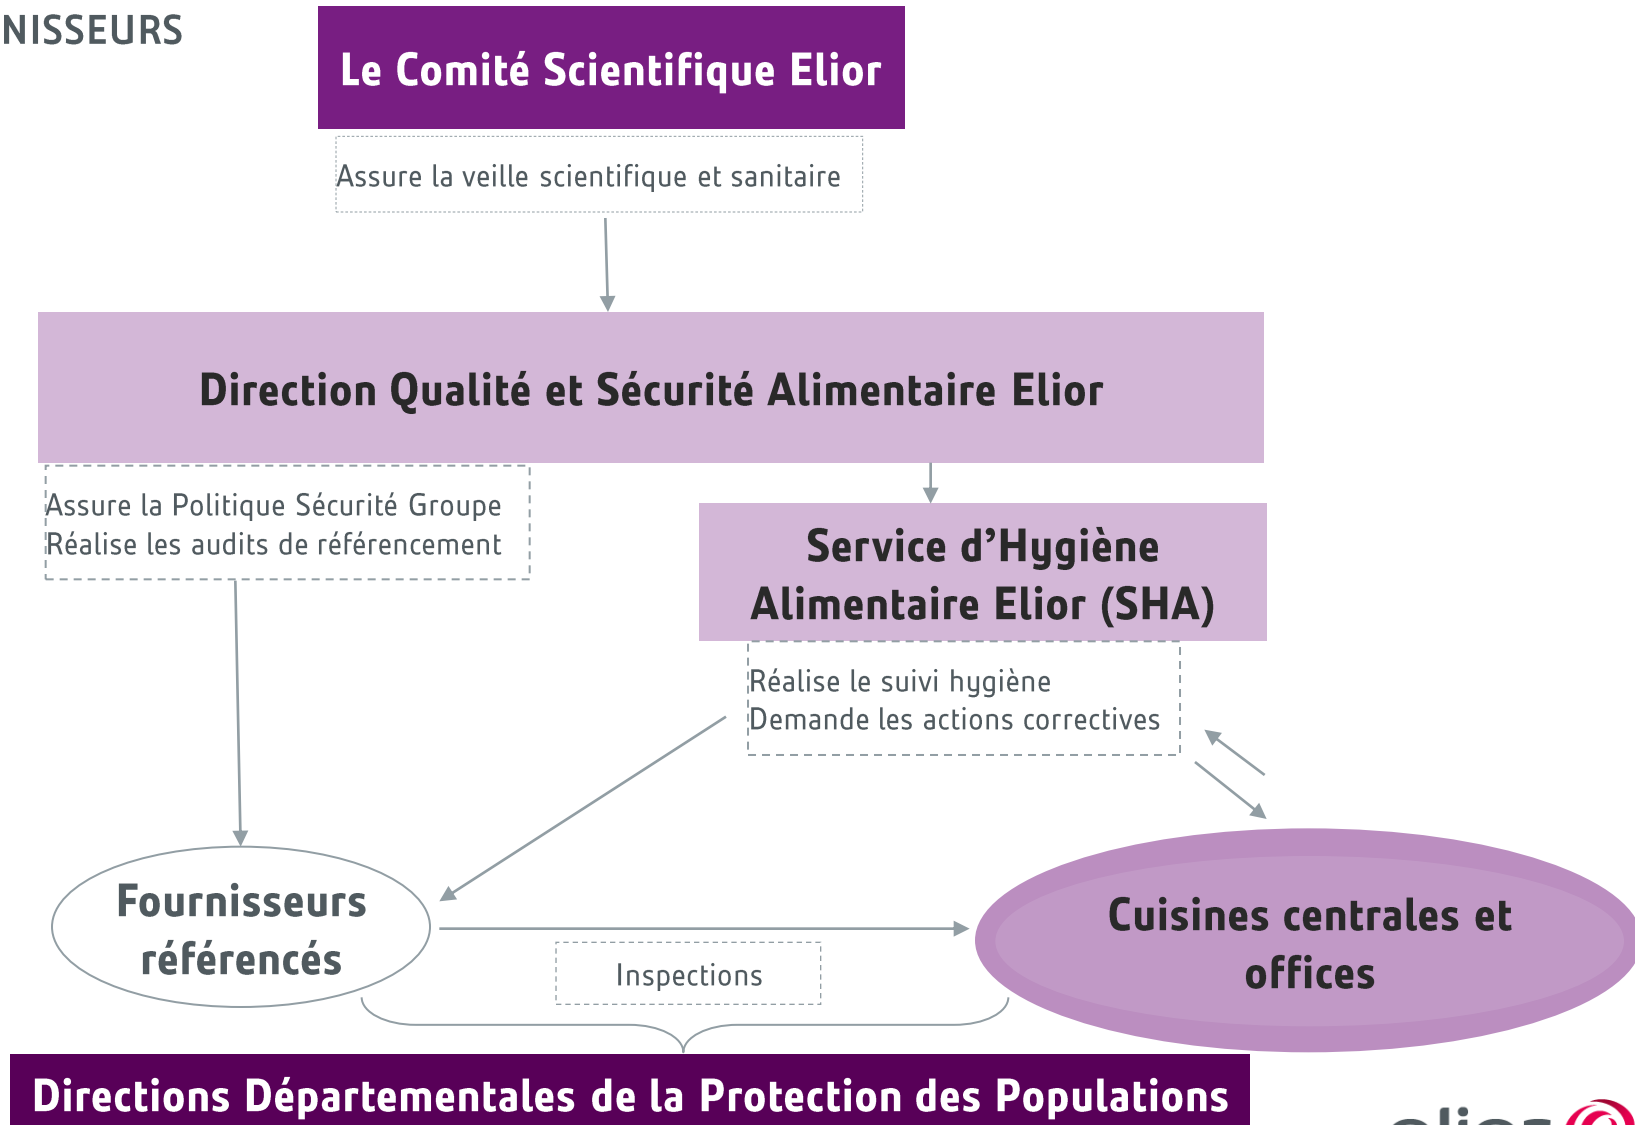 NISSEURS
Le Comité Scientifique Elior
Assure la veille scientifique et sanitaire
Direction Qualité et Sécurité Alimentaire Elior
Assure la Politique Sécurité Groupe
Réalise les audits de référencement
Service d’Hygiène
Alimentaire Elior (SHA)
Réalise le suivi hygiène
Demande les actions correctives
Fournisseurs
référencés
Cuisines centrales et
offices
Inspections
Directions Départementales de la Protection des Populations
elior